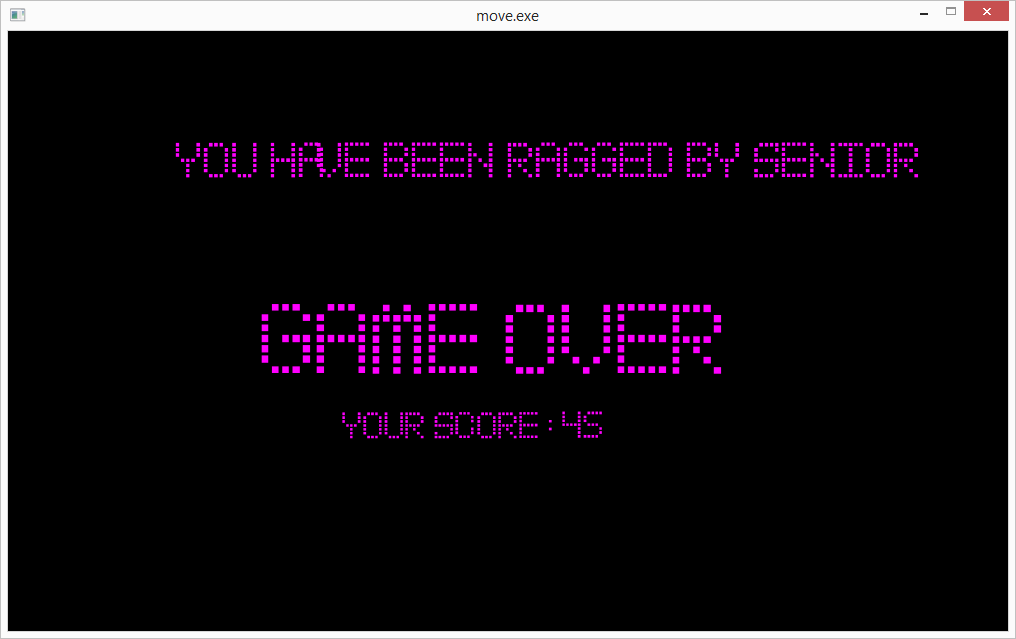 move.exe
YOU HAVE BEEN RAGGED BY SENIOR
GAME OVER
YOUR SCORE:45